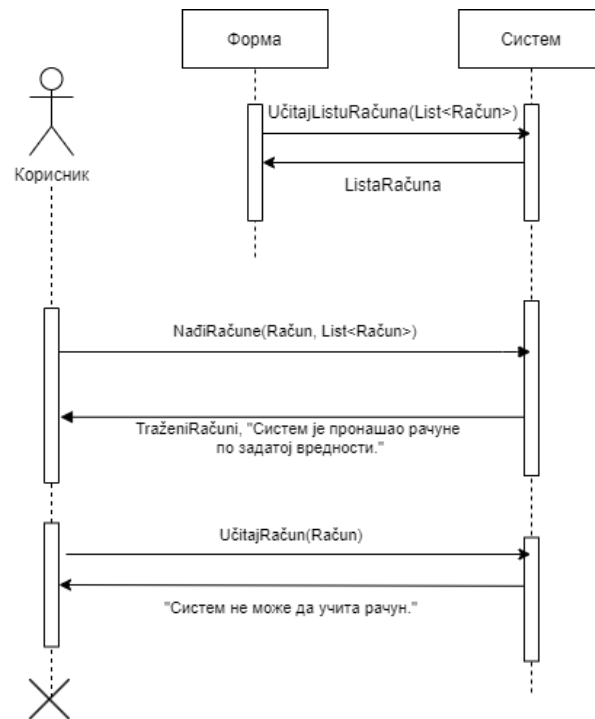 Форма
Систем
UčitajListuRačuna(List<Račun>)
ListaRačuna
Корисник
NađiRačune(Račun, List<Račun>)
TraženiRačuni, "Систем је пронашао рачуне
по задатој вредности."
UčitajRačun(Račun)
"Систем не може да учита рачун."